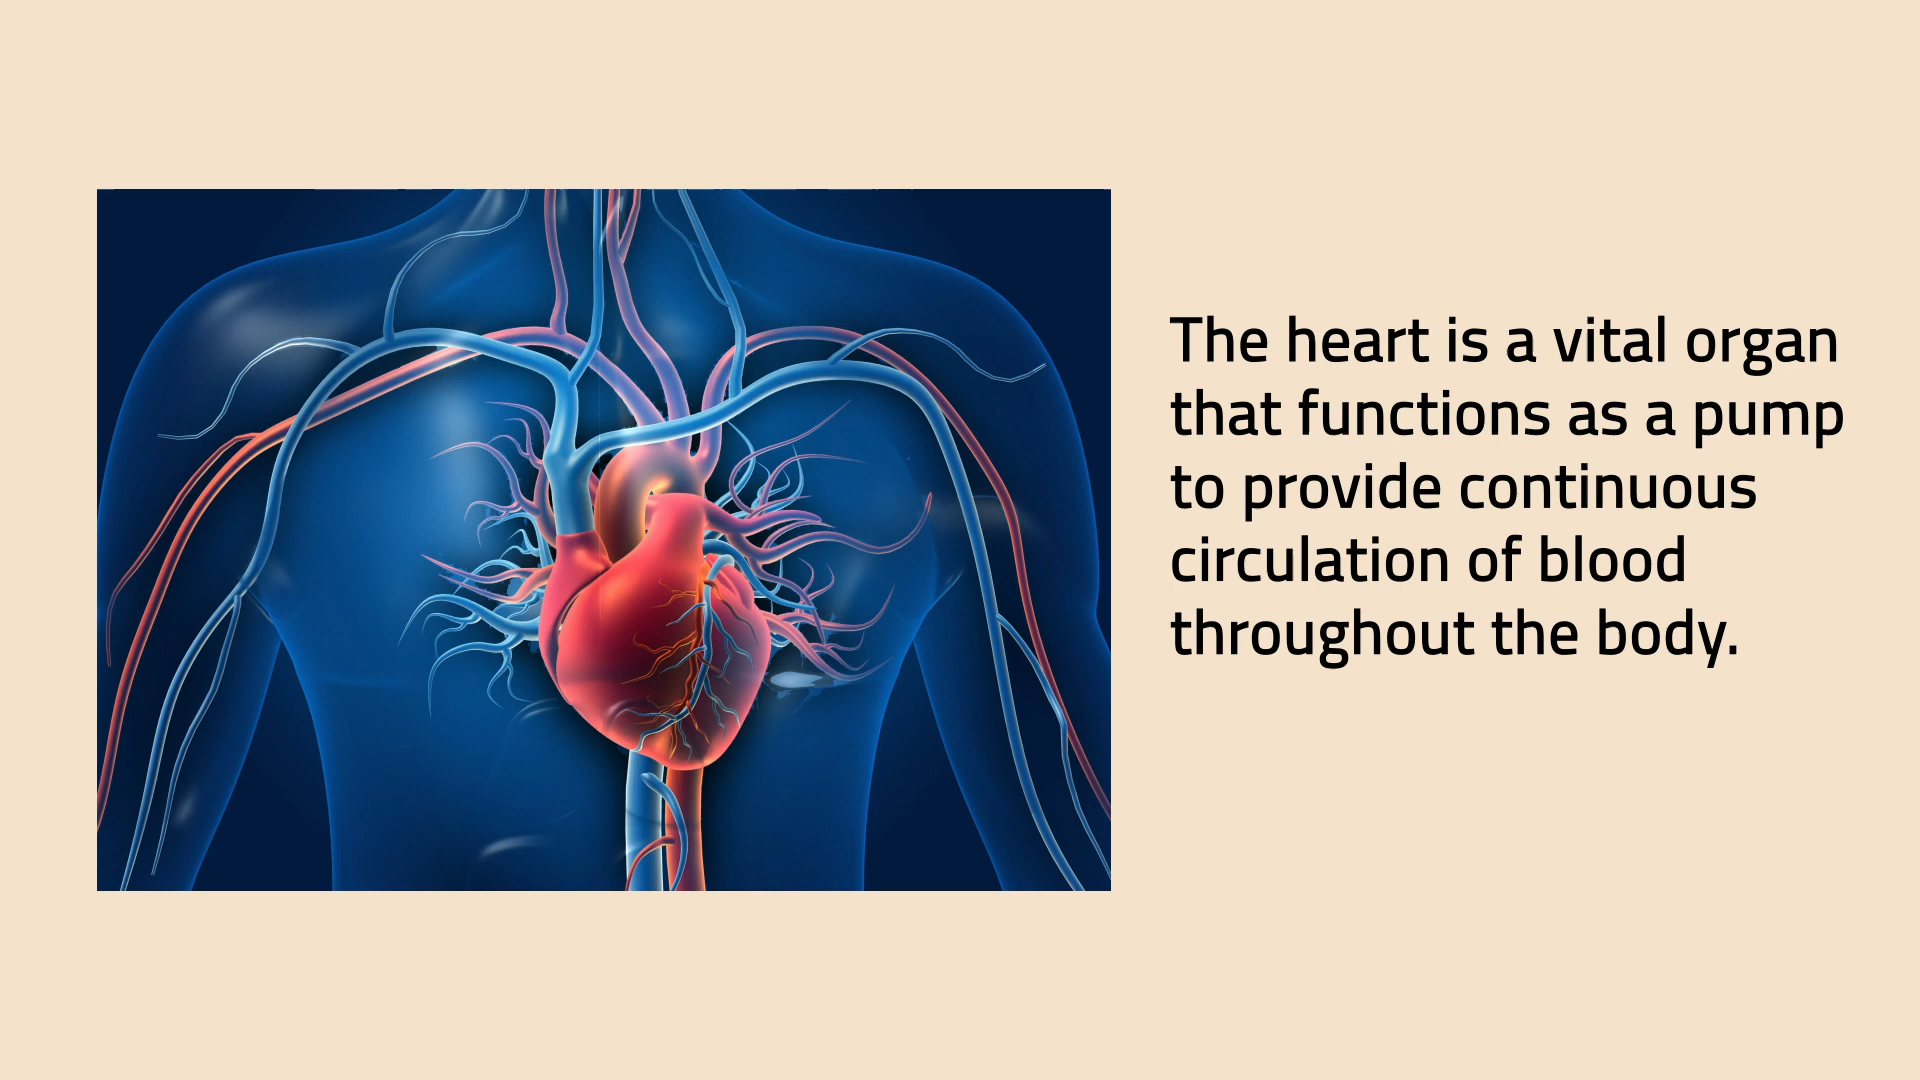 The heart is a vital organ
that functions as a pump
to provide continuous
circulation of blood
throughout the body.